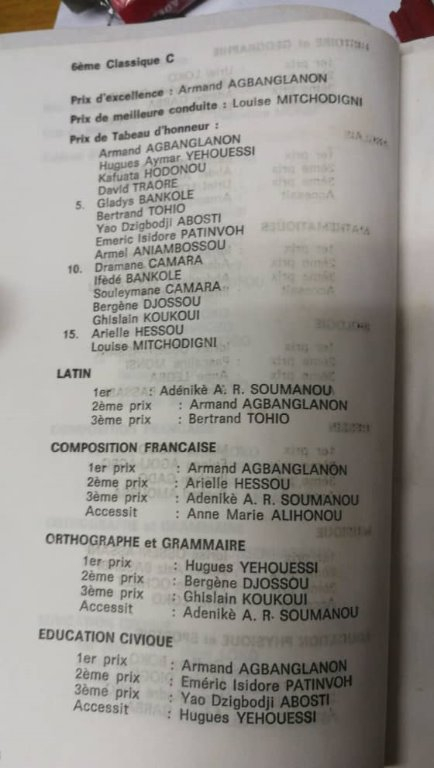 6ème Classique C
Prix d'excellence : Armand AGBANGLANON
Prix de meilleure conduite : Louise MITCHODIGNI
Prix de Tabeau d'honneur :
Armand AGBANGLANON
Hugues Aymar YEHOUESSI
Kafuata HODONOU
David TRAORE
5. Gladys BANKOLE
Bertrand TOHIO
Yao Dzigbodji ABOSTI
Emeric Isidore PATINVOH
Armel ANIAMBOSSOU
10. Dramane CAMARA
Ifèdé BANKOLE
Souleymane CAMARA
Bergène DJOSSOU
Ghislain KOUKOUI
15. Arielle HESSOU
Louise MITCHODIGNI
LATIN
1er : Adénikè A. R. SOUMANOU
2ème prix : Armand AGBANGLANON
3ème prix : Bertrand TOHIO
COMPOSITION FRANCAISE
1er prix : Armand AGBANGLANON
2ème prix : Arielle HESSOU
3ème prix : Adenikè A. R. SOUMANOU
Accessit : Anne Marie ALIHONOU
ORTHOGRAPHE et GRAMMAIRE
1er prix : Hugues YEHOUESSI
2ème prix : Bergène DJOSSOU
3ème prix : Ghislain KOUKOUI
Accessit : Adenikè A. R. SOUMANOU
EDUCATION CIVIQUE
1er prix : Armand AGBANGLANON
2ème prix : Eméric Isidore PATINVOH
3ème prix : Yao Dzigbodji ABOSTI
Accessit : Hugues YEHOUESSI